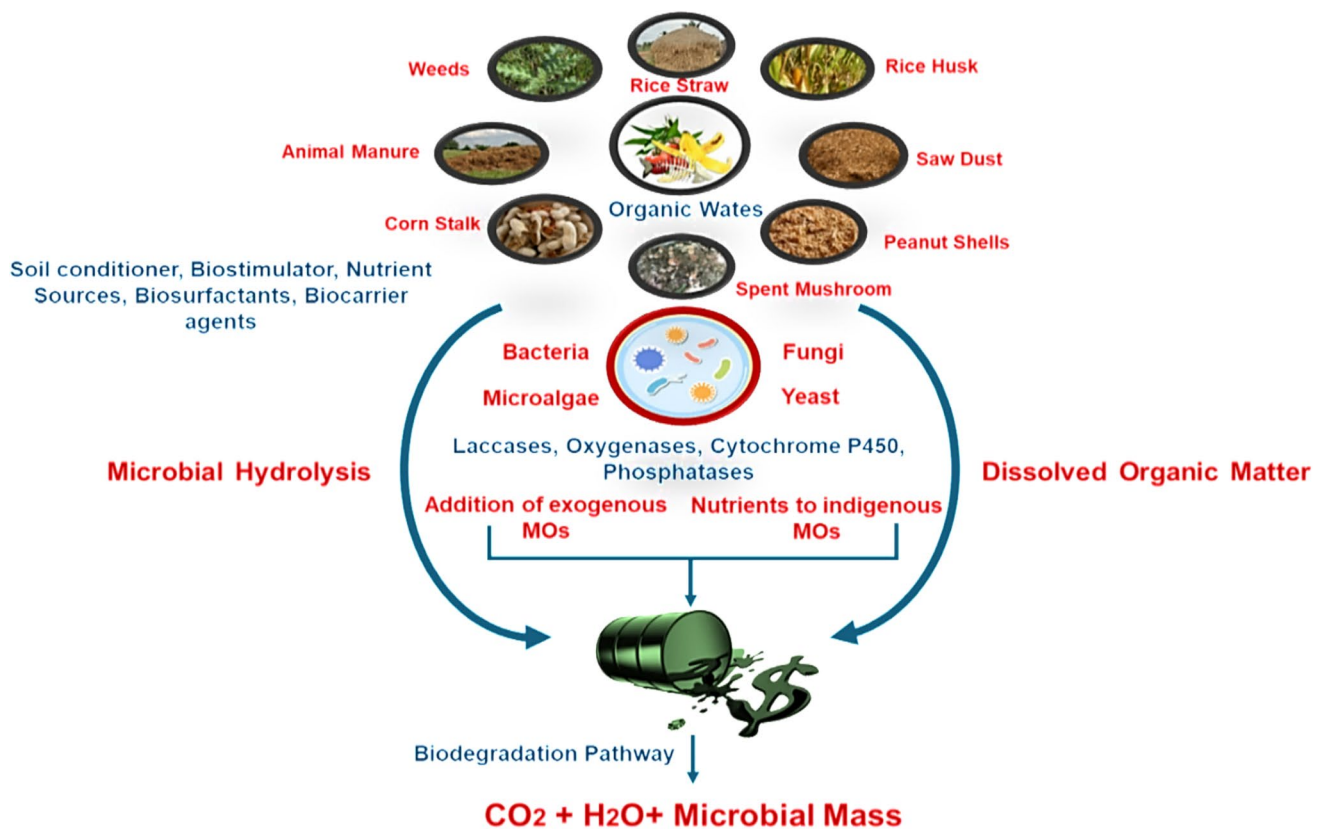 Weeds
Rice Straw
Rice Husk
Animal Manure
Saw Dust
Organic Wates
Corn Stalk
Peanut Shells
Soil conditioner, Biostimulator, Nutrient
Sources, Biosurfactants, Biocarrier
agents
Spent Mushroom
Bacteria
Fungi
Microalgae
Yeast
Laccases, Oxygenases, Cytochrome P450,
Phosphatases
Microbial Hydrolysis
Dissolved Organic Matter
Addition of exogenous
MOs
Nutrients to indigenous
MOs
$
Biodegradation Pathway
CO2 + H2O+ Microbial Mass